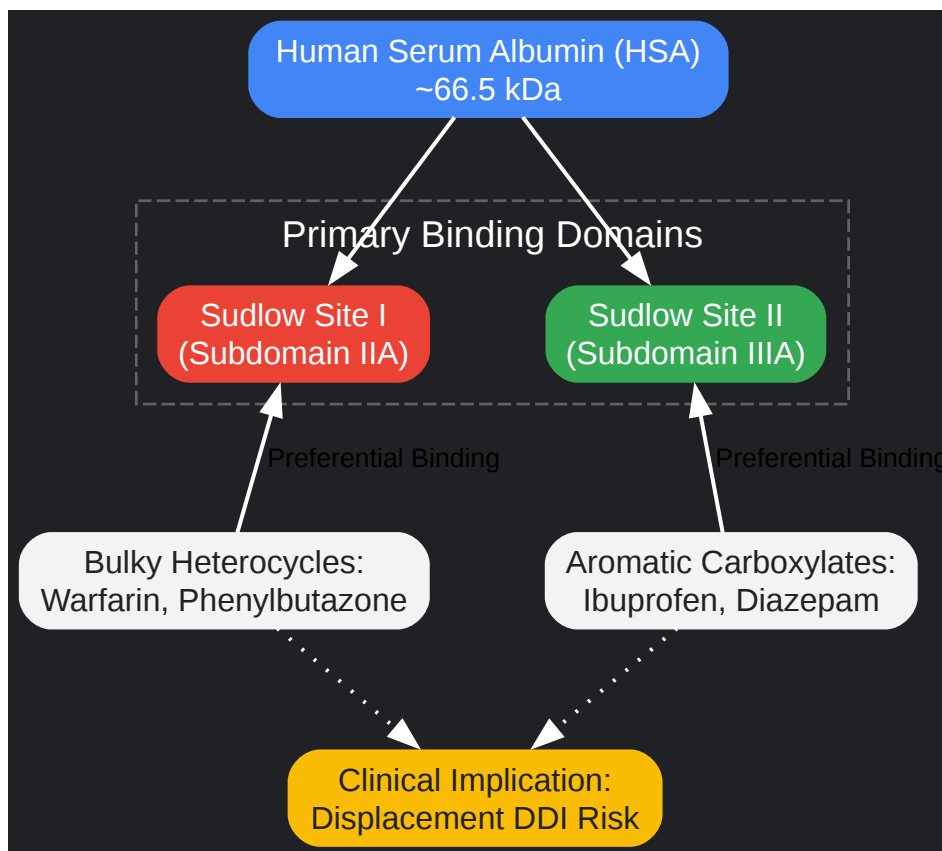 Human Serum Albumin (HSA)
~66.5 kDa
Primary Binding Domains
Sudlow Site I
(Subdomain IIA)
Sudlow Site II
(Subdomain IIIA)
Preferential Binding
Preferential Binding
Bulky Heterocycles:
Warfarin, Phenylbutazone
Aromatic Carboxylates:
Ibuprofen, Diazepam
Clinical Implication:
Displacement DDI Risk